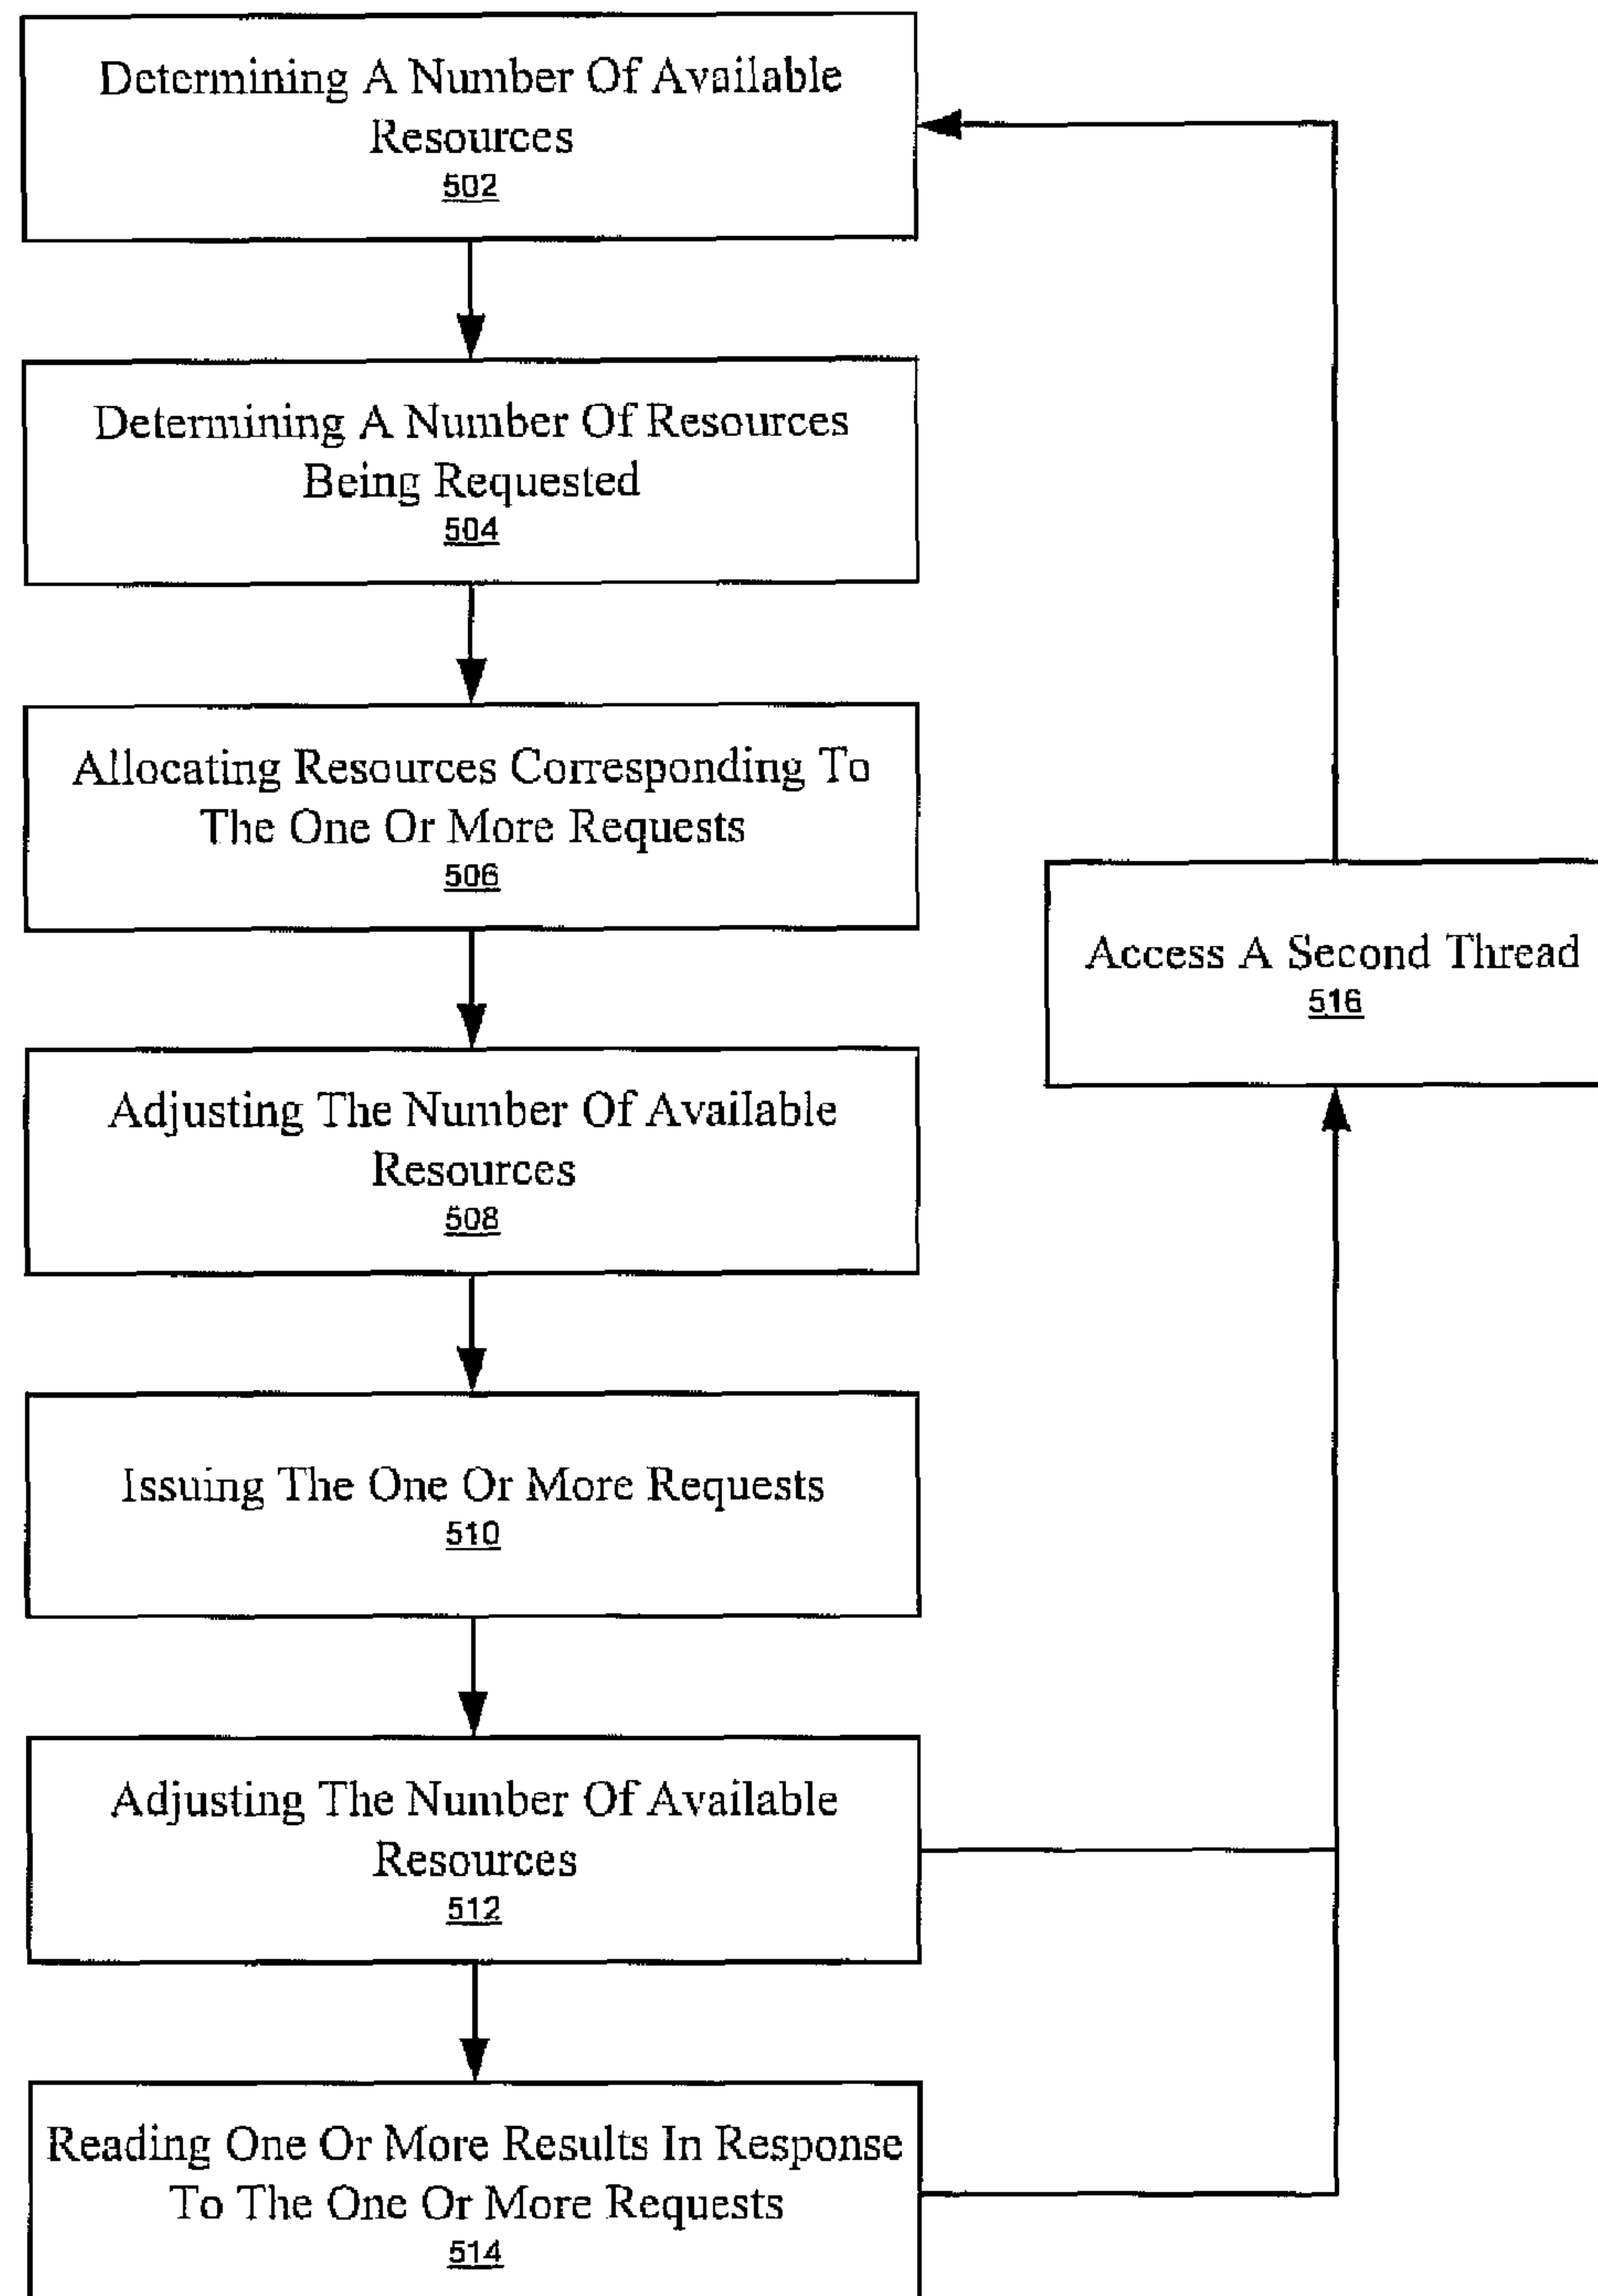 Determining A Number Of Available
Resources
502
Determining A Number Of Resources
Being Requested
504
Allocating Resources Corresponding To
The One Or More Requests
506
Access A Second Thread
516
Adjusting The Number Of Available
Resources
508
Issuing The One Or More Requests
510
Adjusting The Number Of Available
Resources
512
Reading One Or More Results In Response
To The One Or More Requests
514